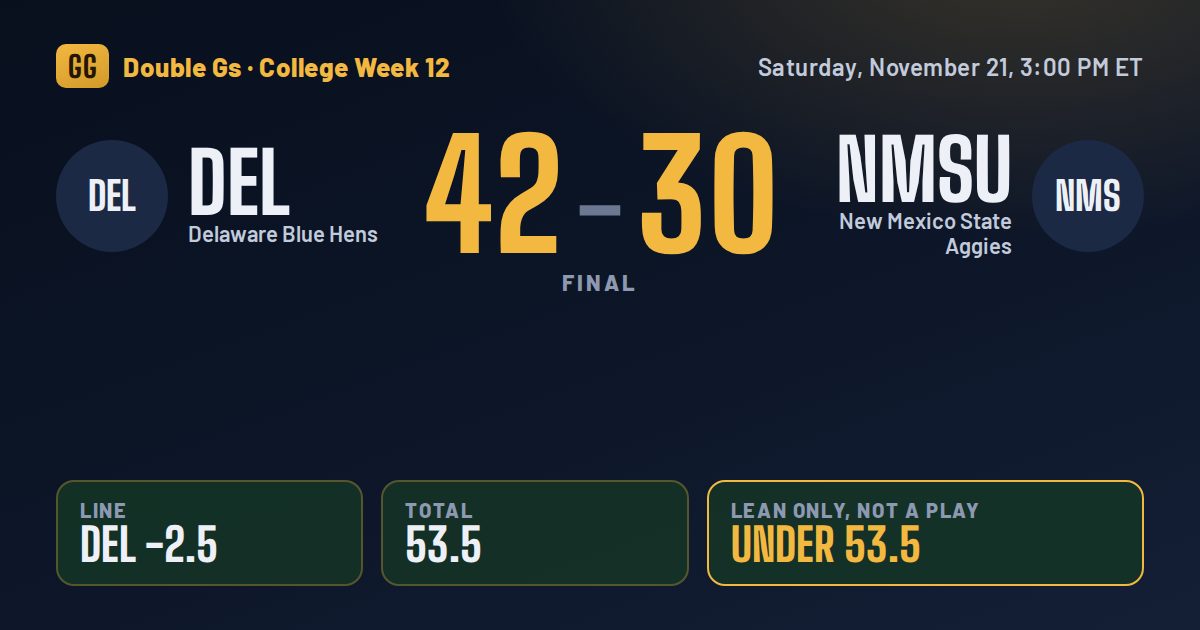 GG Double Gs · College Week 12
Saturday, November 21, 3:00 PM ET
DEL
DEL
Delaware Blue Hens
42 – 30
FINAL
NMSU
New Mexico State
Aggies
NMS
LINE
DEL −2.5
TOTAL
53.5
LEAN ONLY, NOT A PLAY
UNDER 53.5